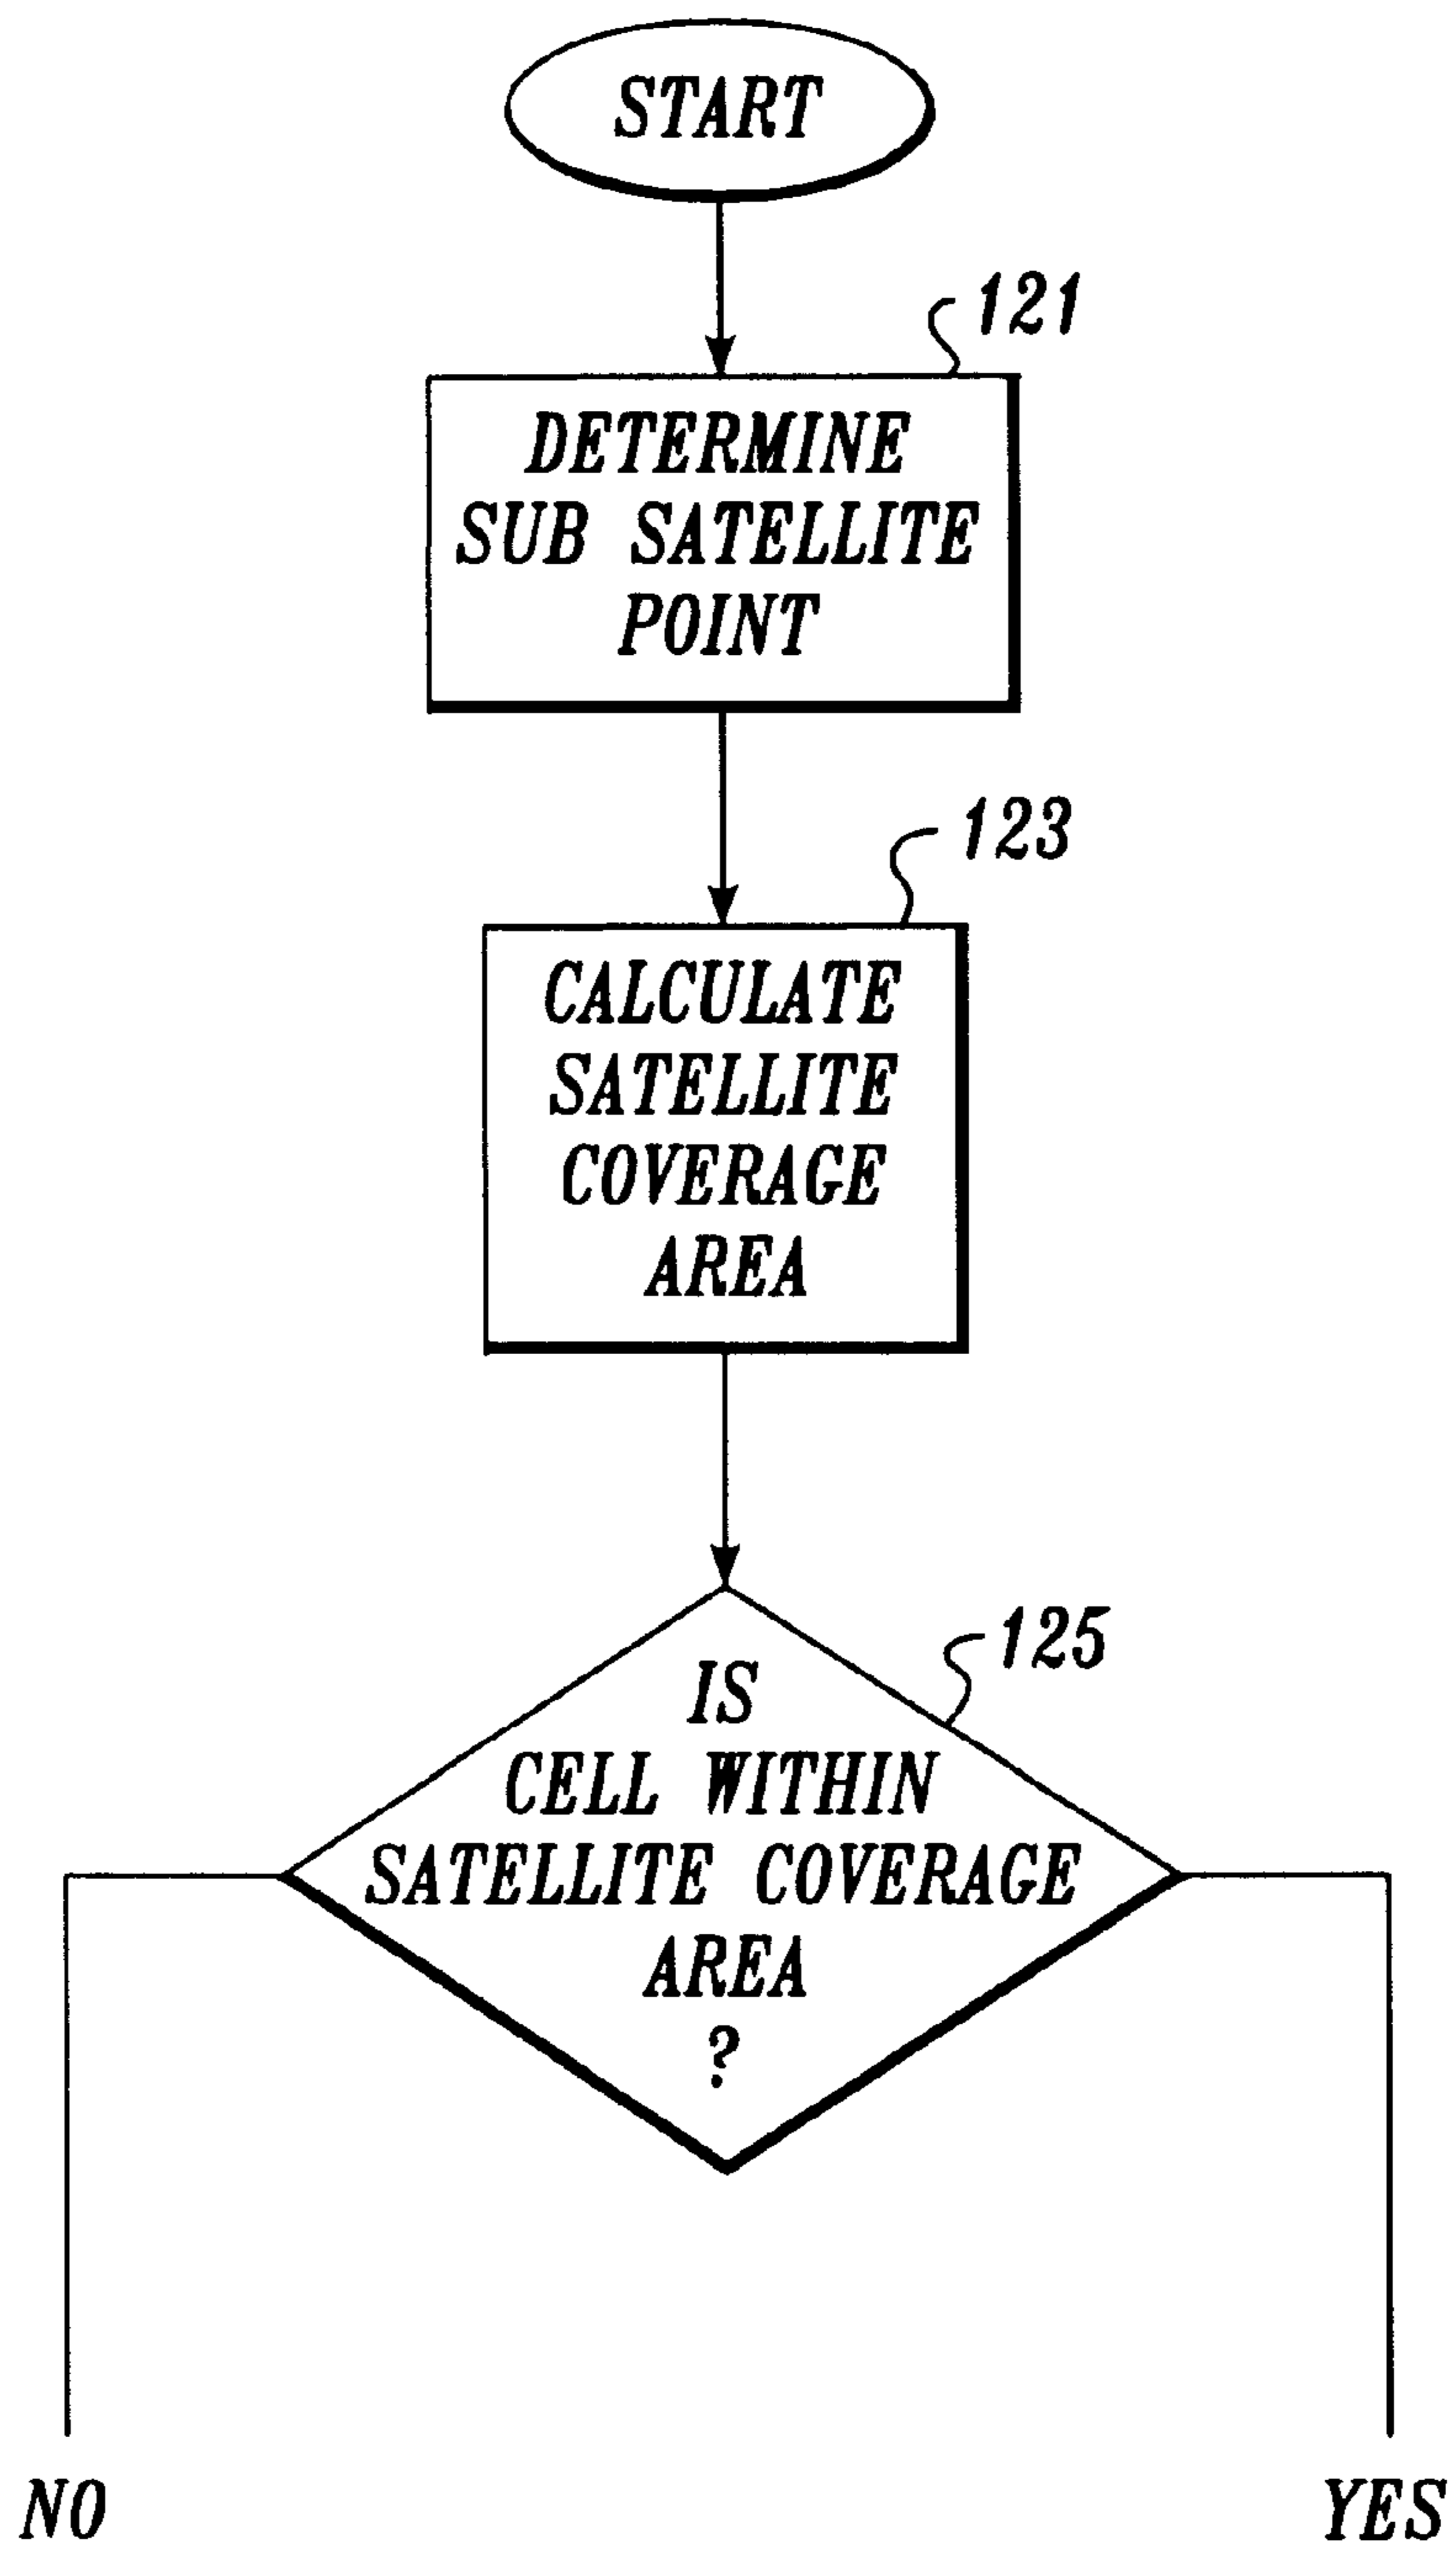 START
121
DETERMINE
SUB SATELLITE
POINT
123
CALCULATE
SATELLITE
COVERAGE
AREA
125
IS
CELL WITHIN
SATELLITE COVERAGE
AREA
?
NO
YES